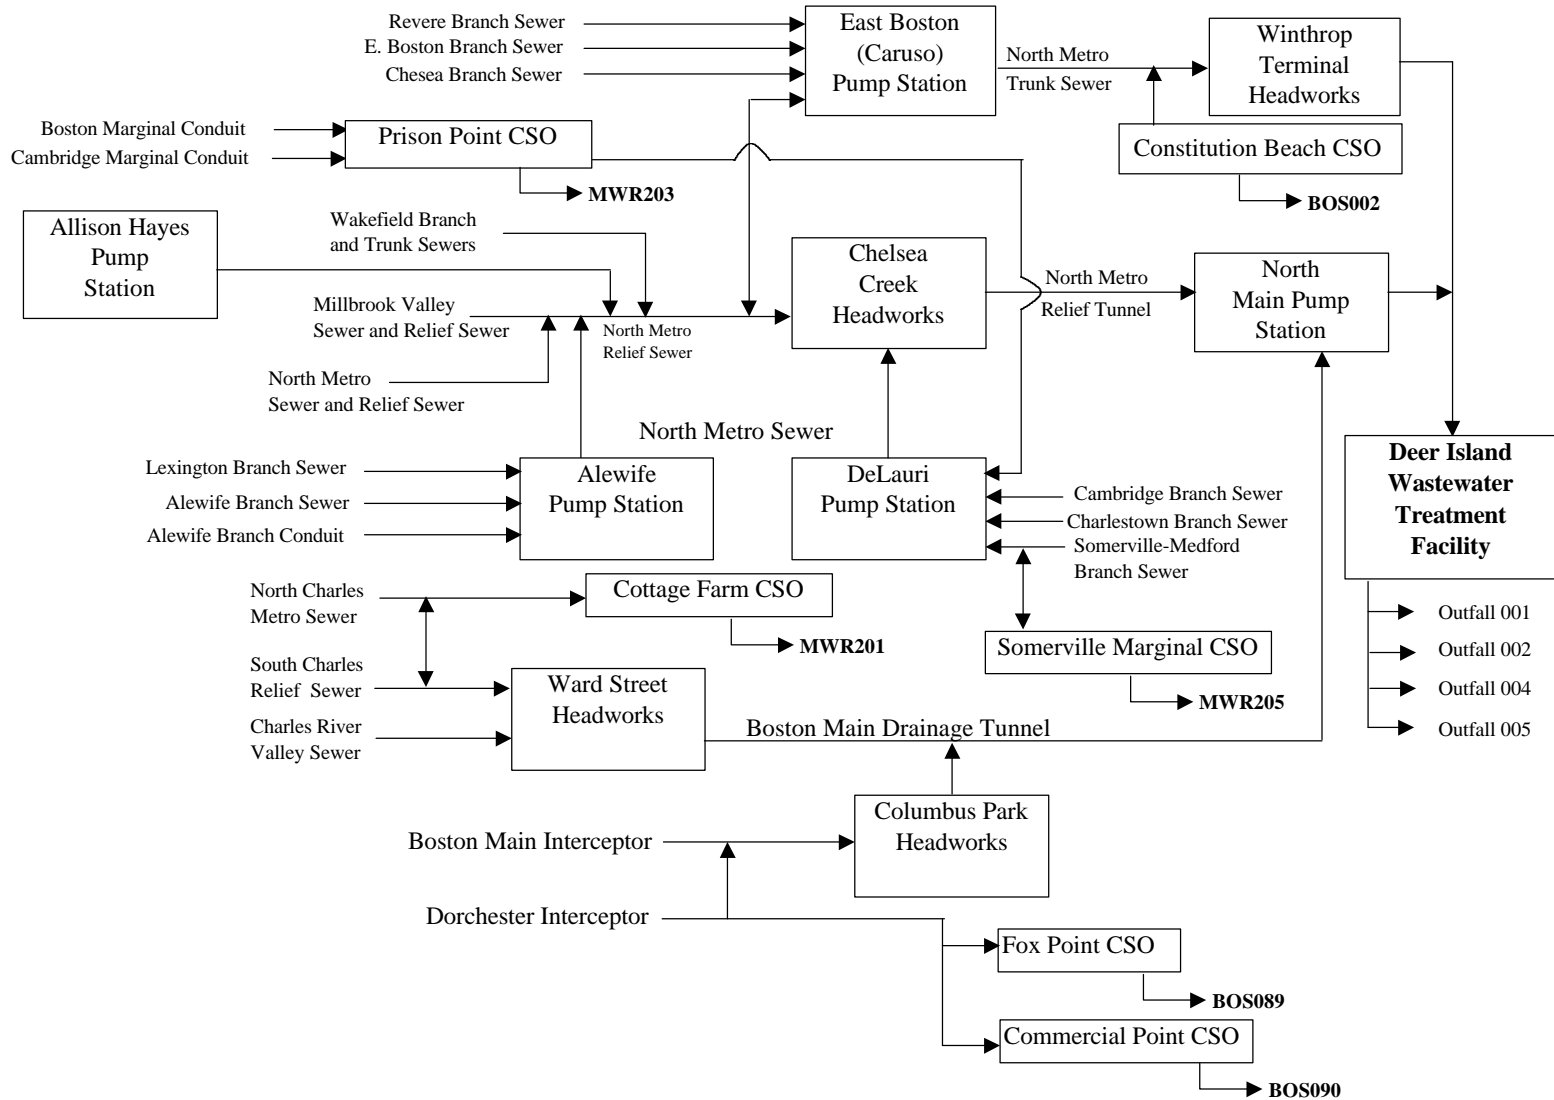 Revere Branch Sewer
E. Boston Branch Sewer
Chesea Branch Sewer
East Boston
(Caruso)
Pump Station
North Metro
Trunk Sewer
Winthrop
Terminal
Headworks
Boston Marginal Conduit
Cambridge Marginal Conduit
Prison Point CSO
MWR203
Constitution Beach CSO
BOS002
Allison Hayes
Pump
Station
Wakefield Branch
and Trunk Sewers
Millbrook Valley
Sewer and Relief Sewer
North Metro
Relief Sewer
Chelsea
Creek
Headworks
North Metro
Relief Tunnel
North
Main Pump
Station
North Metro
Sewer and Relief Sewer
North Metro Sewer
Lexington Branch Sewer
Alewife Branch Sewer
Alewife Branch Conduit
Alewife
Pump Station
DeLauri
Pump Station
Cambridge Branch Sewer
Charlestown Branch Sewer
Somerville-Medford
Branch Sewer
Deer Island
Wastewater
Treatment
Facility
North Charles
Metro Sewer
Cottage Farm CSO
MWR201
Somerville Marginal CSO
MWR205
Outfall 001
Outfall 002
Outfall 004
Outfall 005
South Charles
Relief Sewer
Charles River
Valley Sewer
Ward Street
Headworks
Boston Main Drainage Tunnel
Columbus Park
Headworks
Boston Main Interceptor
Dorchester Interceptor
Fox Point CSO
BOS089
Commercial Point CSO
BOS090